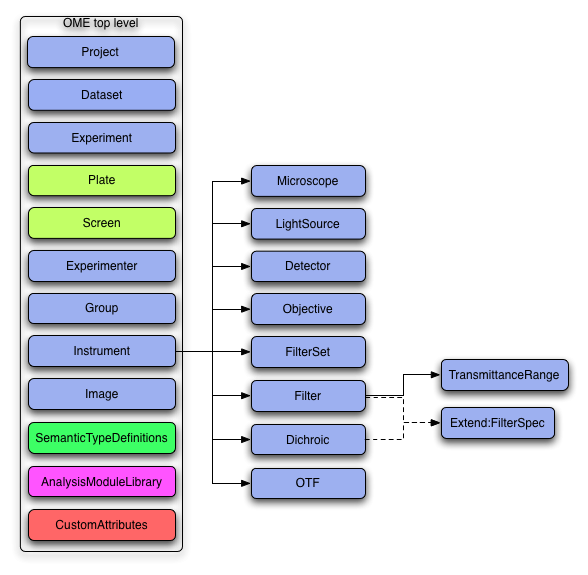 OME top level
Project
Dataset
Experiment
Plate
Screen
Experimenter
Group
Instrument
Image
SemanticTypeDefinitions
AnalysisModuleLibrary
CustomAttributes
Microscope
LightSource
Detector
Objective
FilterSet
Filter
Dichroic
OTF
TransmittanceRange
Extend:FilterSpec